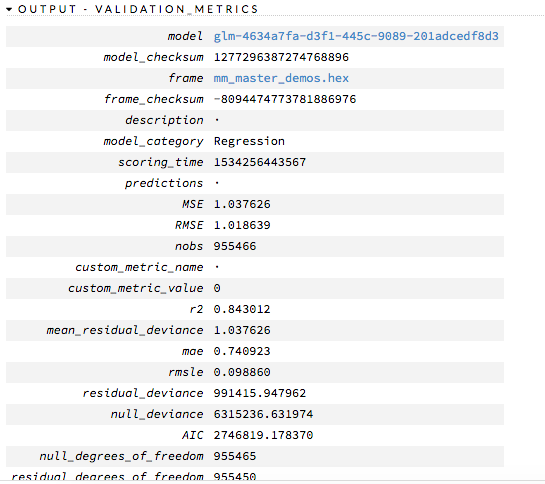 OUTPUT - VALIDATION_METRICS
model glm-4634a7fa-d3f1-445c-9089-201adcedf8d3
model_checksum 1277296387274768896
frame mm_master_demos.hex
frame_checksum -8094474773781886976
description ·
model_category Regression
scoring_time 1534256443567
predictions ·
MSE 1.037626
RMSE 1.018639
nobs 955466
custom_metric_name ·
custom_metric_value 0
r2 0.843012
mean_residual_deviance 1.037626
mae 0.740923
rmsle 0.098860
residual_deviance 991415.947962
null_deviance 6315236.631974
AIC 2746819.178370
null_degrees_of_freedom 955465
residual_degrees_of_freedom 955450